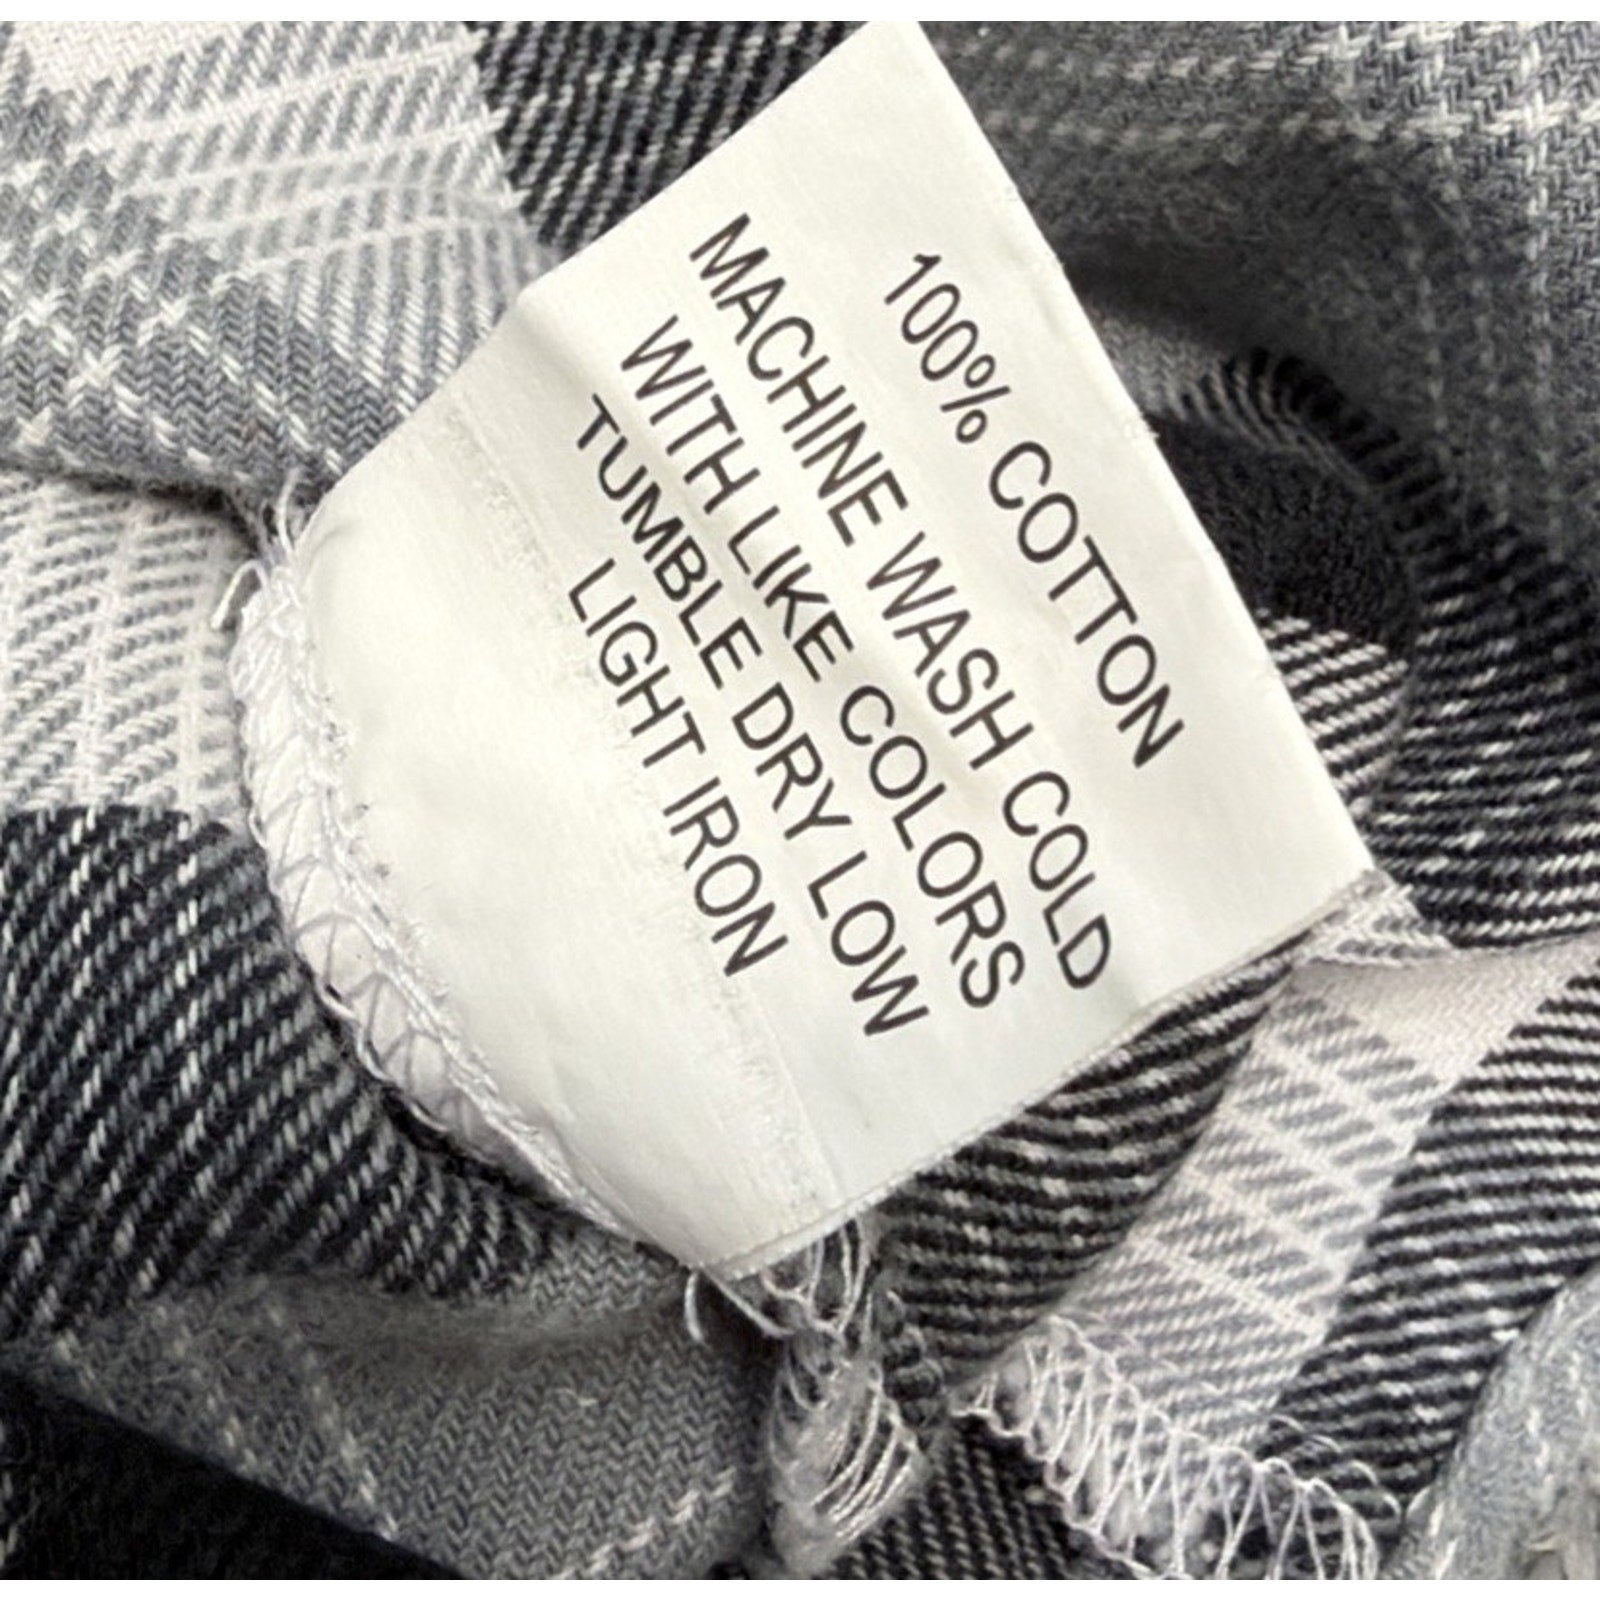 100% COTTON
MACHINE WASH COLD
WITH LIKE COLORS
TUMBLE DRY LOW
LIGHT IRON